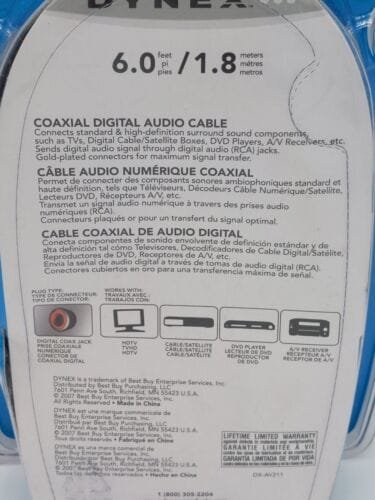 DYNEX
6.0 feet pi pies / 1.8 meters mètres metros
COAXIAL DIGITAL AUDIO CABLE
Connects standard & high-definition surround sound components,
such as TVs, Digital Cable/Satellite Boxes, DVD Players, A/V Receivers, etc.
Sends digital audio signal through digital audio (RCA) jacks.
Gold-plated connectors for maximum signal transfer.
CÂBLE AUDIO NUMÉRIQUE COAXIAL
Permet de connecter des composants sonores ambiophoniques standard et
haute définition, tels que Téléviseurs, Décodeurs Câble Numérique/Satellite,
Lecteurs DVD, Récepteurs A/V, etc.
Transmet un signal audio numérique à travers des prises audio
numériques (RCA).
Connecteurs plaqués or pour un transfert du signal optimal.
CABLE COAXIAL DE AUDIO DIGITAL
Conecta componentes de sonido envolvente de definición estándar y de
alta definición tal cómo Televisores, Decodificadores de Cable Digital/Satélite,
Reproductores de DVD, Receptores de A/V, etc.
Envía la señal de audio digital a través de tomas de audio digital (RCA).
Conectores cubiertos en oro para una transferencia máxima de señal.
PLUG TYPE:
TYPE DE CONNECTEUR:
TIPO DE CONECTOR:
WORKS WITH:
TRAVAUX AVEC:
TRABAJOS CON:
DIGITAL COAX JACK
PRISE COAXIALE
NUMÉRIQUE
CONECTOR DE
COAXIAL DIGITAL
HDTV
TVHD
HDTV
CABLE/SATELLITE
CÂBLE/SATELLITE
CABLE/SATÉLITE
DVD PLAYER
LECTEUR DE DVD
REPRODUCTOR
DE DVD
A/V RECEIVER
RÉCEPTEUR A/V
RECEPTOR DE A/V
DYNEX is a trademark of Best Buy Enterprise Services, Inc.
Distributed by Best Buy Purchasing, LLC
7601 Penn Ave South, Richfield, MN 55423 U.S.A.
© 2007 Best Buy Enterprise Services, Inc.
All Rights Reserved • Made in China
DYNEX est une marque commerciale de
Best Buy Enterprise Services, Inc.
Distribué par Best Buy Purchasing, LLC
7601 Penn Ave South, Richfield, MN 55423 U.S.A.
© 2007 Best Buy Enterprise Services, Inc.
Tous droits réservés • Fabriqué en Chine
DYNEX es una marca comercial de
Best Buy Enterprise Services, Inc.
Distribuido por Best Buy Purchasing, LLC
7601 Penn Ave South, Richfield, MN 55423 U.S.A.
© 2007 Best Buy Enterprise Services, Inc.
Todos derechos reservados • Hecho en China
LIFETIME LIMITED WARRANTY
against defects in materials and workmanship
GARANTIE LIMITÉE À VIE
GARANTÍA LIMITADA DE
DX-AV211
1 (800) 305-2204